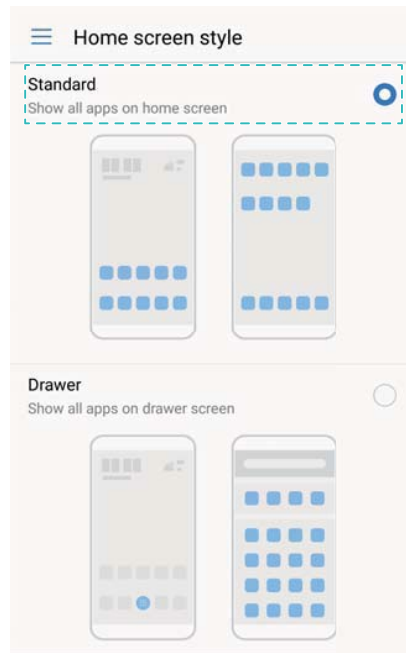 Home screen style
Standard
Show all apps on home screen
Drawer
Show all apps on drawer screen